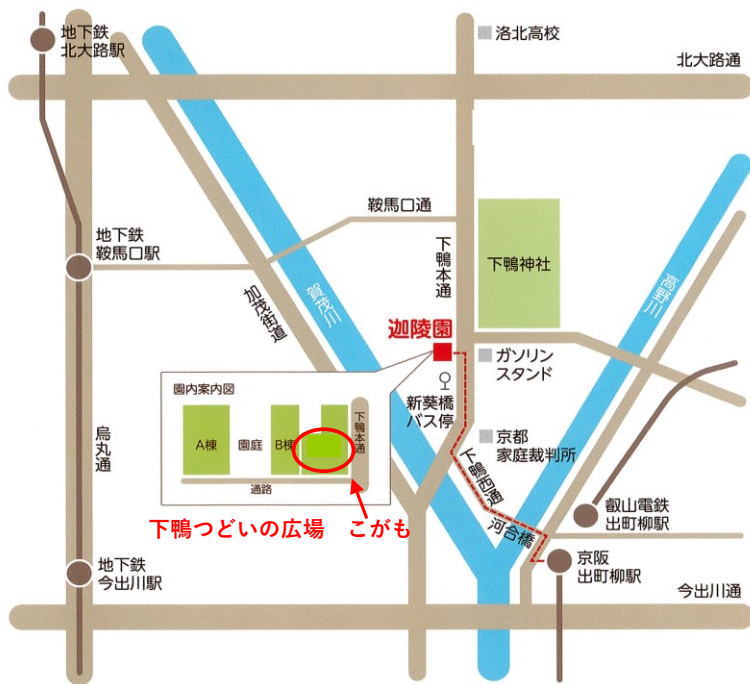 地下鉄
北大路駅
洛北高校
北大路通
鞍馬口通
地下鉄
鞍馬口駅
下鴨本通
下鴨神社
加茂街道
賀茂川
高野川
迦陵園
ガソリン
スタンド
新葵橋
バス停
園内案内図
A棟
園庭
B棟
下鴨本通
通路
烏丸通
京都
家庭裁判所
下鴨西通
下鴨つどいの広場　こがも
河合橋
叡山電鉄
出町柳駅
京阪
出町柳駅
地下鉄
今出川駅
今出川通